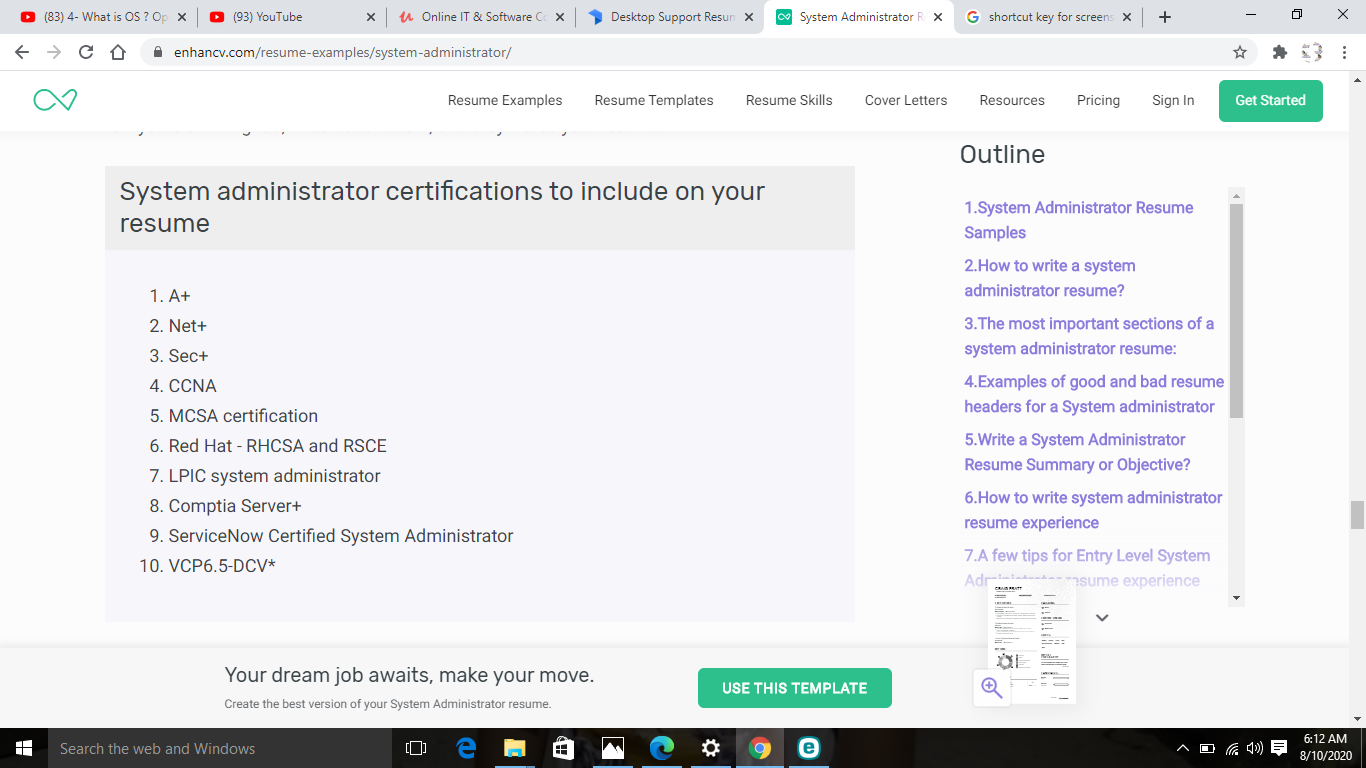 (83) 4- What is OS ? Op
(93) YouTube
Online IT & Software Co
Desktop Support Resum
System Administrator R
shortcut key for screens
enhancv.com/resume-examples/system-administrator/
Resume Examples
Resume Templates
Resume Skills
Cover Letters
Resources
Pricing
Sign In
Get Started
System administrator certifications to include on your
resume
1. A+
2. Net+
3. Sec+
4. CCNA
5. MCSA certification
6. Red Hat - RHCSA and RSCE
7. LPIC system administrator
8. Comptia Server+
9. ServiceNow Certified System Administrator
10. VCP6.5-DCV*
Outline
1.System Administrator Resume
Samples
2.How to write a system
administrator resume?
3.The most important sections of a
system administrator resume:
4.Examples of good and bad resume
headers for a System administrator
5.Write a System Administrator
Resume Summary or Objective?
6.How to write system administrator
resume experience
7.A few tips for Entry Level System
Administrator resume experience
Your dream job awaits, make your move.
Create the best version of your System Administrator resume.
USE THIS TEMPLATE
Search the web and Windows
6:12 AM
8/10/2020